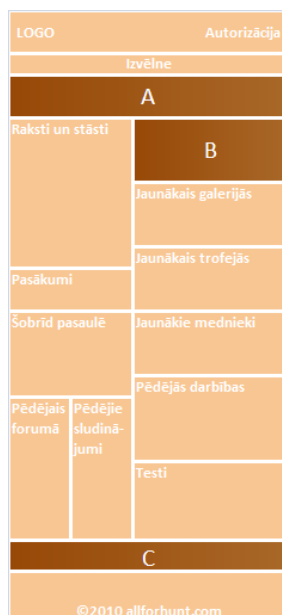 LOGO Autorizācija
Izvēlne
A
Raksti un stāsti
B
Jaunākais galerijās
Jaunākais trofejās
Pasākumi
Šobrīd pasaulē
Jaunākie mednieki
Pēdējās darbības
Pēdējais
forumā
Pēdējie
sludinā-
jumi
Testi
C
©2010 allforhunt.com